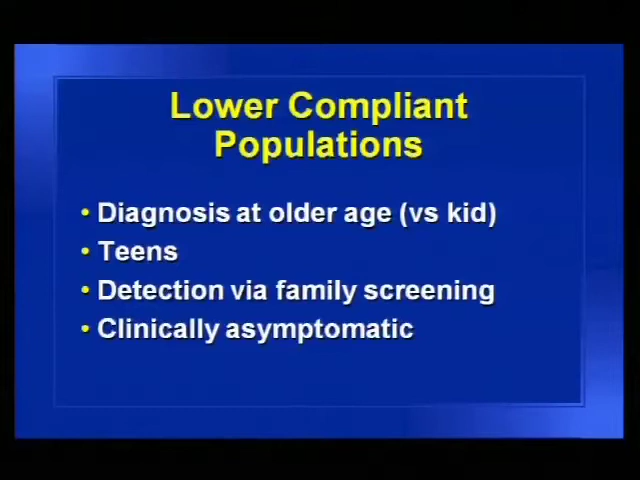 Lower Compliant
Populations
• Diagnosis at older age (vs kid)
• Teens
• Detection via family screening
• Clinically asymptomatic